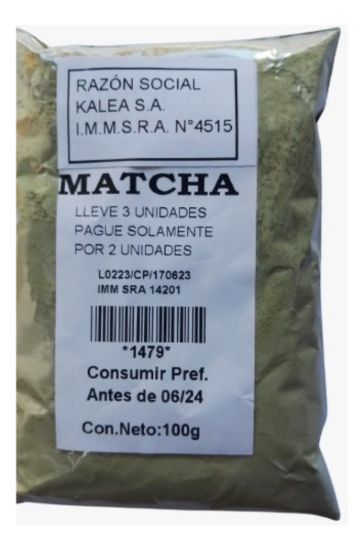 RAZÓN SOCIAL
KALEA S.A.
I.M.M.S.R.A. N°4515
MATCHA
LLEVE 3 UNIDADES
PAGUE SOLAMENTE
POR 2 UNIDADES
L0223/CP/170623
IMM SRA 14201
*1479*
Consumir Pref.
Antes de 06/24
Con.Neto:100g